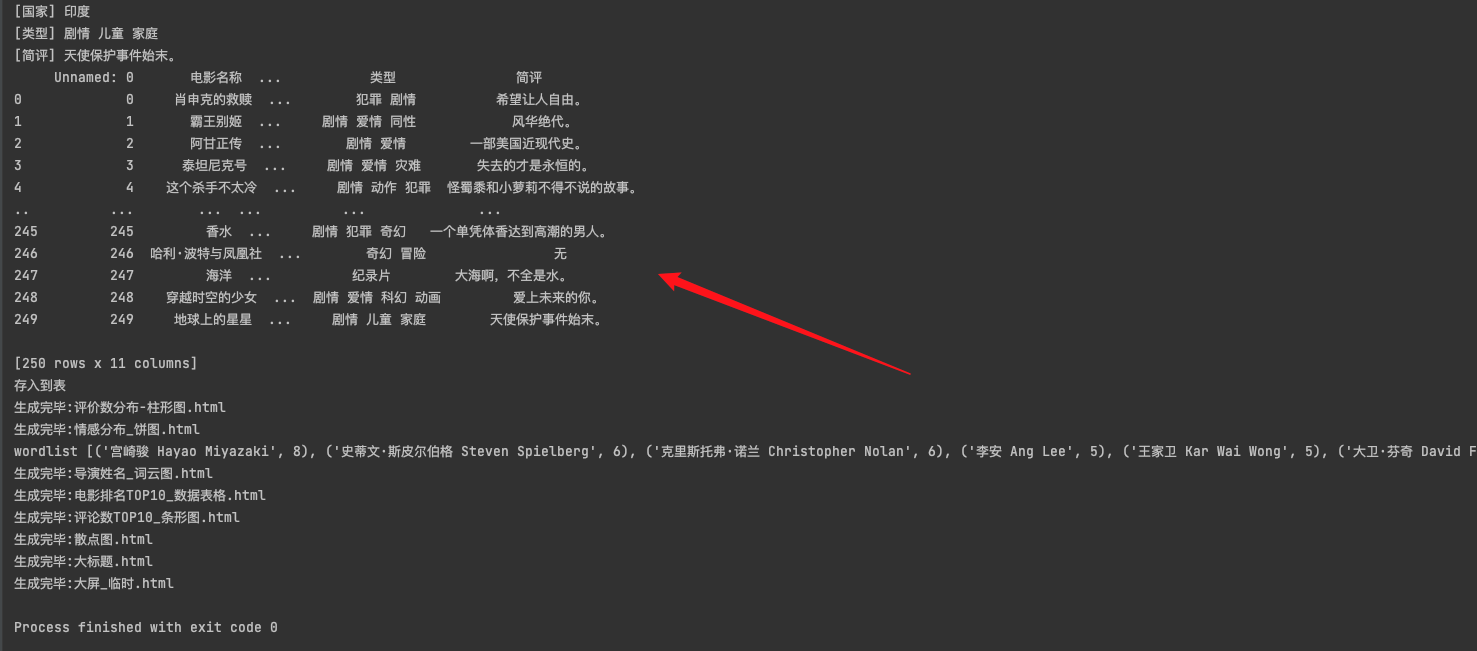 [国家] 印度
[类型] 剧情 儿童 家庭
[简评] 天使保护事件始末。
Unnamed: 0 电影名称 ... 类型 简评
0 0 肖申克的救赎 ... 犯罪 剧情 希望让人自由。
1 1 霸王别姬 ... 剧情 爱情 同性 风华绝代。
2 2 阿甘正传 ... 剧情 爱情 一部美国近现代史。
3 3 泰坦尼克号 ... 剧情 爱情 灾难 失去的才是永恒的。
4 4 这个杀手不太冷 ... 剧情 动作 犯罪 怪蜀黍和小萝莉不得不说的故事。
.. ... ... ... ... ...
245 245 香水 ... 剧情 犯罪 奇幻 一个单凭体香达到高潮的男人。
246 246 哈利·波特与凤凰社 ... 奇幻 冒险 无
247 247 海洋 ... 纪录片 大海啊，不全是水。
248 248 穿越时空的少女 ... 剧情 爱情 科幻 动画 爱上未来的你。
249 249 地球上的星星 ... 剧情 儿童 家庭 天使保护事件始末。
[250 rows x 11 columns]
存入到表
生成完毕:评价数分布-柱形图.html
生成完毕:情感分布_饼图.html
wordlist [('宫崎骏 Hayao Miyazaki', 8), ('史蒂文·斯皮尔伯格 Steven Spielberg', 6), ('克里斯托弗·诺兰 Christopher Nolan', 6), ('李安 Ang Lee', 5), ('王家卫 Kar Wai Wong', 5), ('大卫·芬奇 David F
生成完毕:导演姓名_词云图.html
生成完毕:电影排名TOP10_数据表格.html
生成完毕:评论数TOP10_条形图.html
生成完毕:散点图.html
生成完毕:大标题.html
生成完毕:大屏_临时.html
Process finished with exit code 0